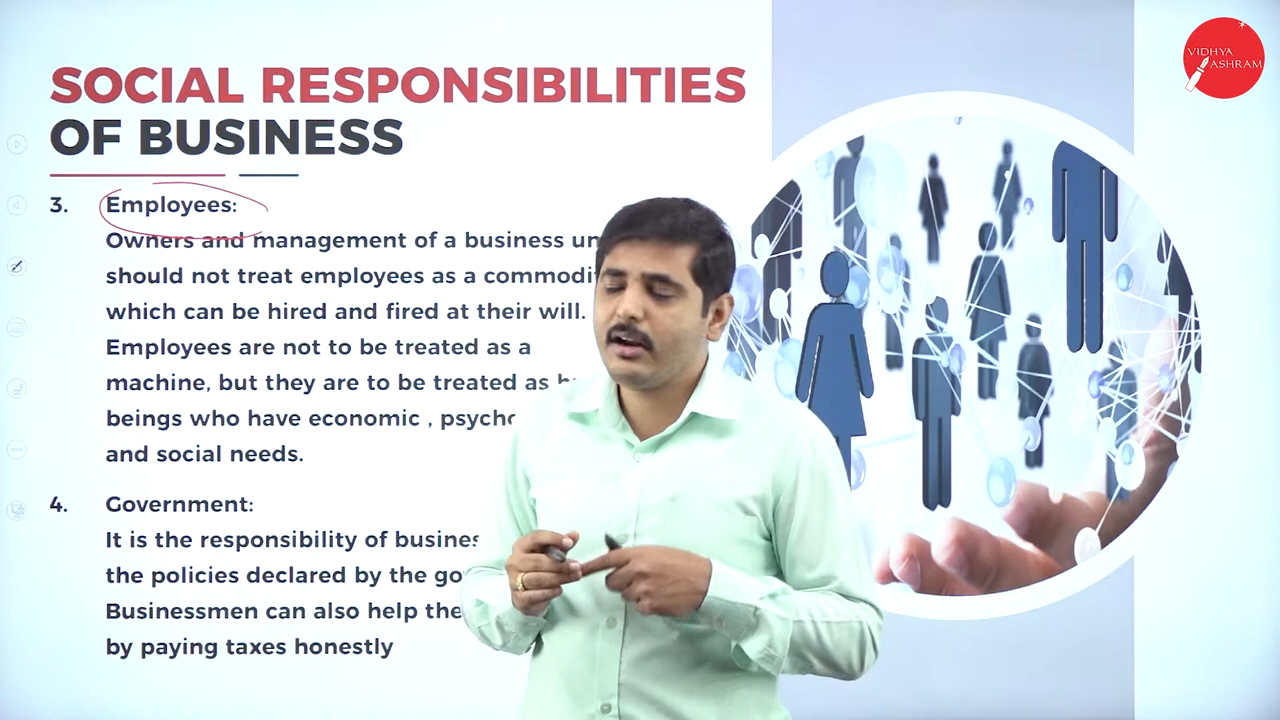 SOCIAL RESPONSIBILITIES
OF BUSINESS
VIDHYA
ASHRAM
3. Employees:
Owners and management of a business
should not treat employees as a
which can be hired and fired at their will.
Employees are not to be treated as a
machine, but they are to be treated as
beings who have economic ,
and social needs.
4. Government:
It is the responsibility of
the policies declared by the
Businessmen can also help the
by paying taxes honestly